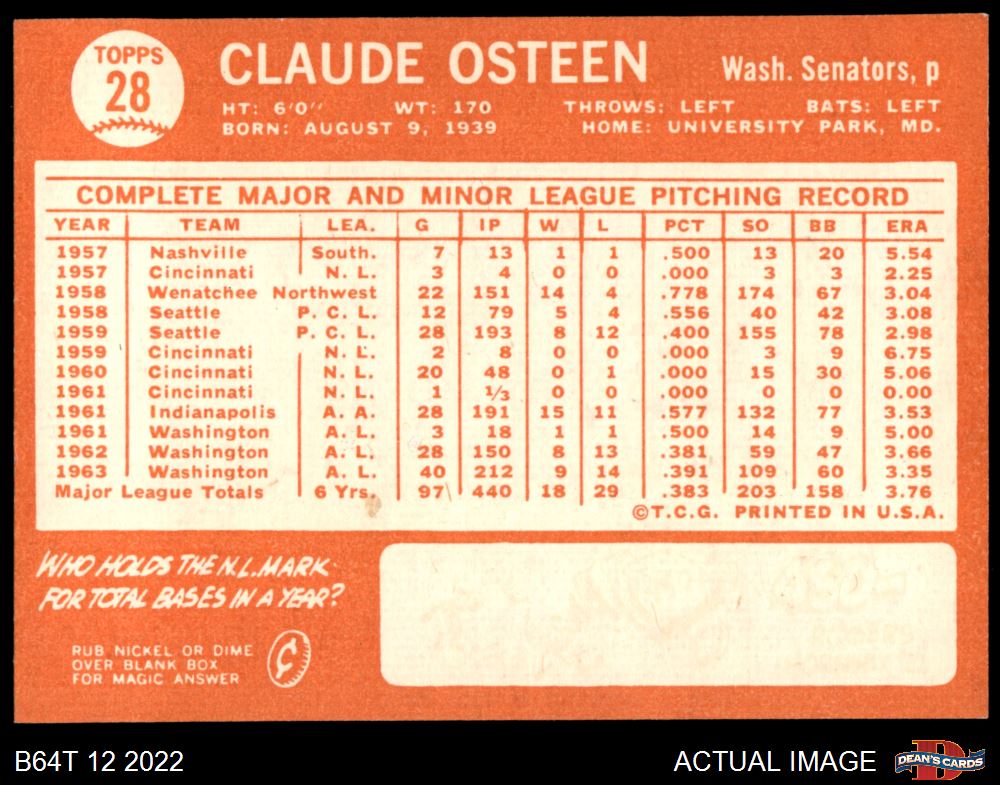 TOPPS
28
CLAUDE OSTEEN
Wash. Senators, p
HT: 6'0" WT: 170 THROWS: LEFT BATS: LEFT
BORN: AUGUST 9, 1939 HOME: UNIVERSITY PARK, MD.
COMPLETE MAJOR AND MINOR LEAGUE PITCHING RECORD
YEAR TEAM LEA. G IP W L PCT SO BB ERA
1957 Nashville South. 7 13 1 1 .500 13 20 5.54
1957 Cincinnati N. L. 3 4 0 0 .000 3 3 2.25
1958 Wenatchee Northwest 22 151 14 4 .778 174 67 3.04
1958 Seattle P. C. L. 12 79 5 4 .556 40 42 3.08
1959 Seattle P. C. L. 28 193 8 12 .400 155 78 2.98
1959 Cincinnati N. L. 2 8 0 0 .000 3 9 6.75
1960 Cincinnati N. L. 20 48 0 1 .000 15 30 5.06
1961 Cincinnati N. L. 1 1/3 0 0 .000 0 0 0.00
1961 Indianapolis A. A. 28 191 15 11 .577 132 77 3.53
1961 Washington A. L. 3 18 1 1 .500 14 9 5.00
1962 Washington A. L. 28 150 8 13 .381 59 47 3.66
1963 Washington A. L. 40 212 9 14 .391 109 60 3.35
Major League Totals 6 Yrs. 97 440 18 29 .383 203 158 3.76
©T.C.G. PRINTED IN U.S.A.
WHO HOLDS THE N.L. MARK
FOR TOTAL BASES IN A YEAR?
RUB NICKEL OR DIME
OVER BLANK BOX
FOR MAGIC ANSWER
¢
B64T 12 2022
ACTUAL IMAGE
D
DEAN'S CARDS